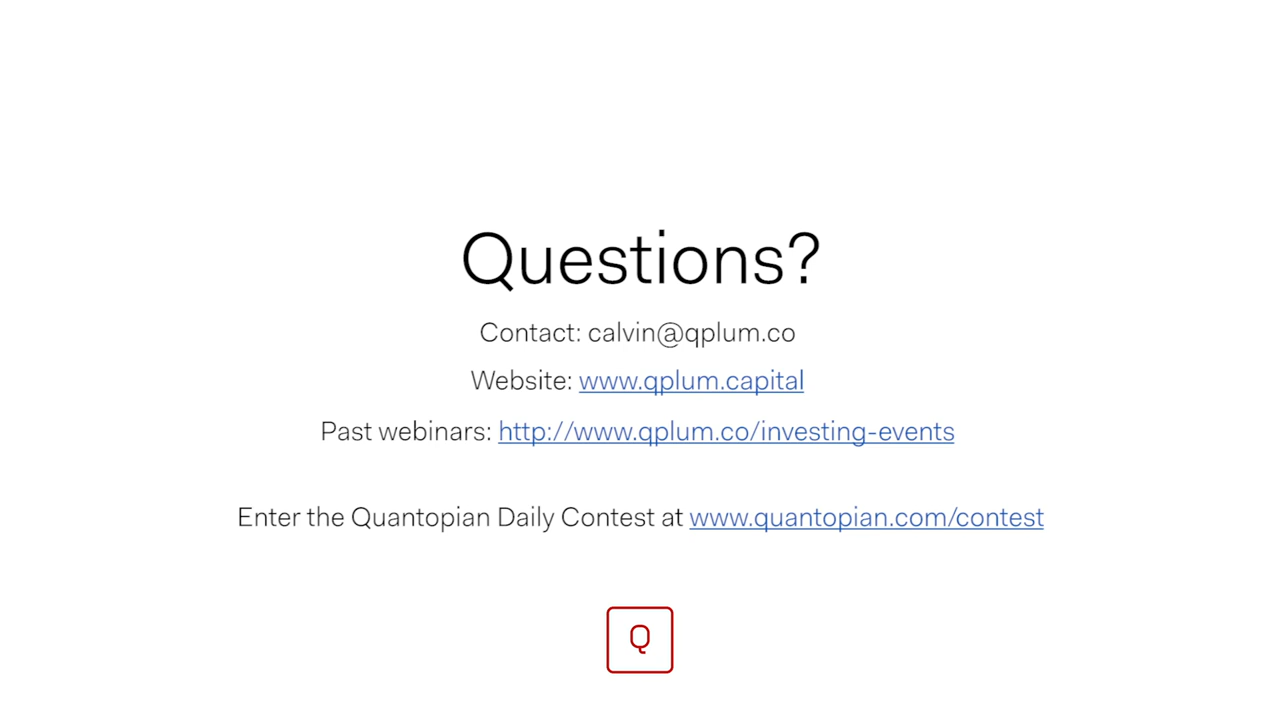 Questions?
Contact: calvin@qplum.co
Website: www.qplum.capital
Past webinars: http://www.qplum.co/investing-events
Enter the Quantopian Daily Contest at www.quantopian.com/contest
Q